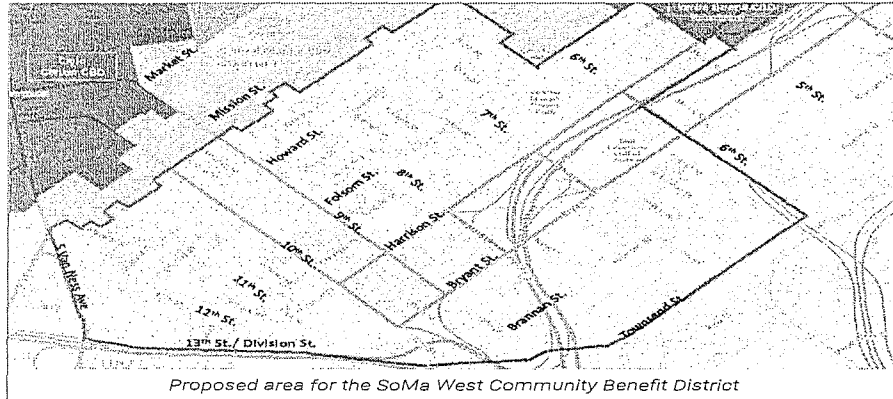 Market St.
Mission St.
6th St.
5th St.
7th St.
Howard St.
6th St.
Folsom St.
8th St.
9th St.
Harrison St.
10th St.
S Van Ness Ave
Bryant St.
11th St.
12th St.
Brannan St.
Townsend St.
13th St./ Division St.
Proposed area for the SoMa West Community Benefit District